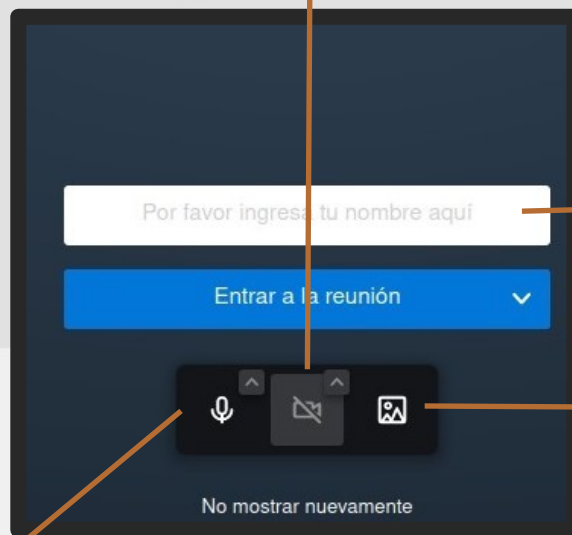 Por favor ingresa tu nombre aquí
Entrar a la reunión
No mostrar nuevamente